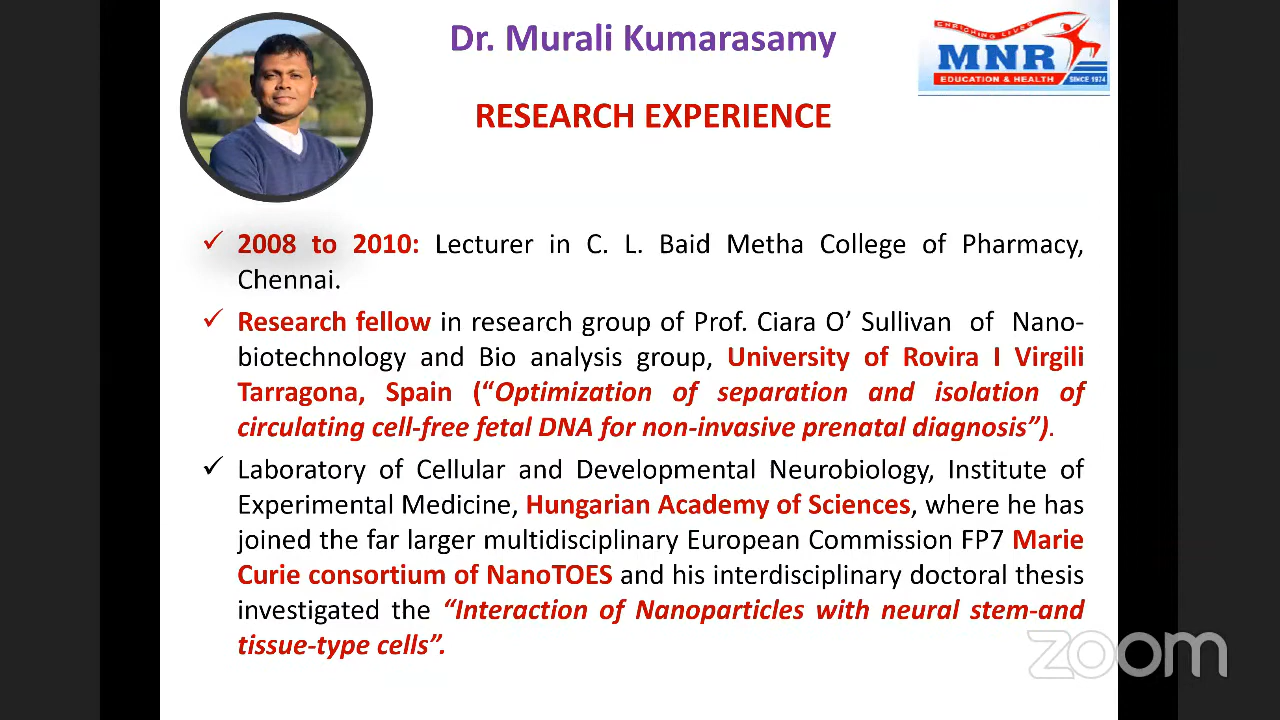 Dr. Murali Kumarasamy
ENRICHING LIVES
MNR
EDUCATION & HEALTH
SINCE 1974
RESEARCH EXPERIENCE
✓ 2008 to 2010: Lecturer in C. L. Baid Metha College of Pharmacy,
Chennai.
✓ Research fellow in research group of Prof. Ciara O’ Sullivan of Nano-
biotechnology and Bio analysis group, University of Rovira I Virgili
Tarragona, Spain (“Optimization of separation and isolation of
circulating cell-free fetal DNA for non-invasive prenatal diagnosis”).
✓ Laboratory of Cellular and Developmental Neurobiology, Institute of
Experimental Medicine, Hungarian Academy of Sciences, where he has
joined the far larger multidisciplinary European Commission FP7 Marie
Curie consortium of NanoTOES and his interdisciplinary doctoral thesis
investigated the “Interaction of Nanoparticles with neural stem-and
tissue-type cells”.
zoom